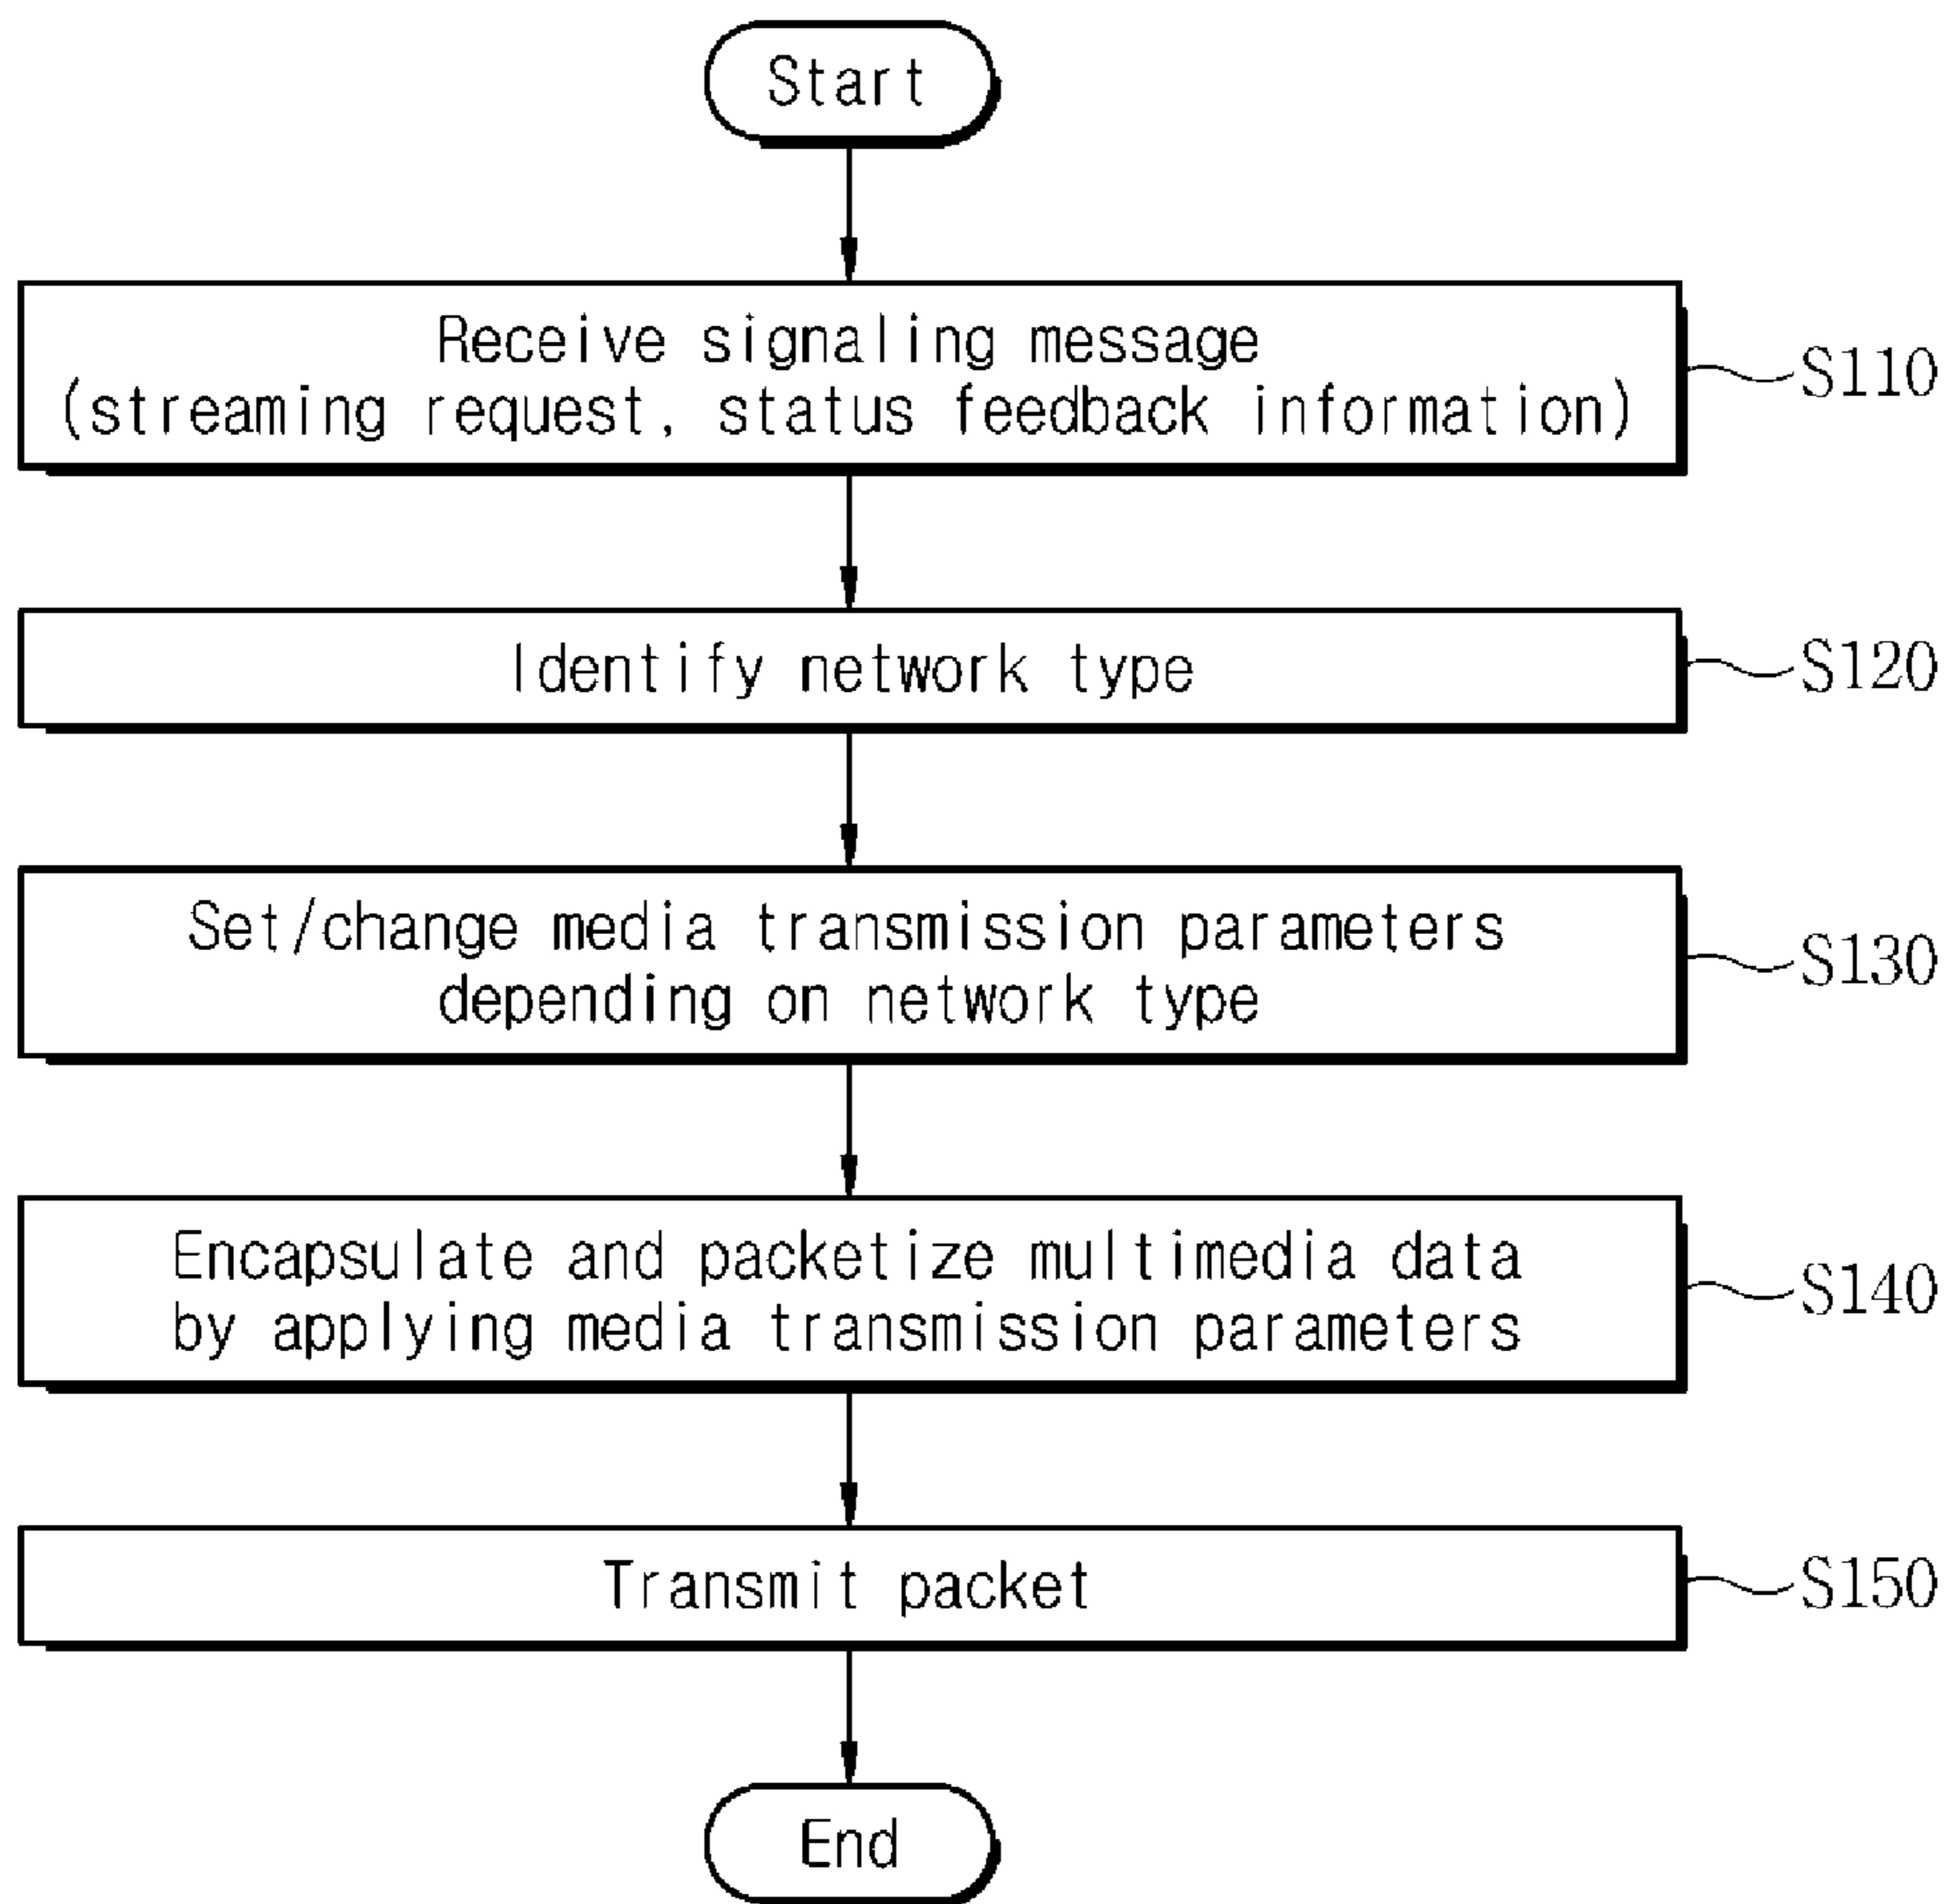 Start
Receive signaling message
(streaming request, status feedback information)
S110
Identify network type
S120
Set/change media transmission parameters
depending on network type
S130
Encapsulate and packetize multimedia data
by applying media transmission parameters
S140
Transmit packet
S150
End